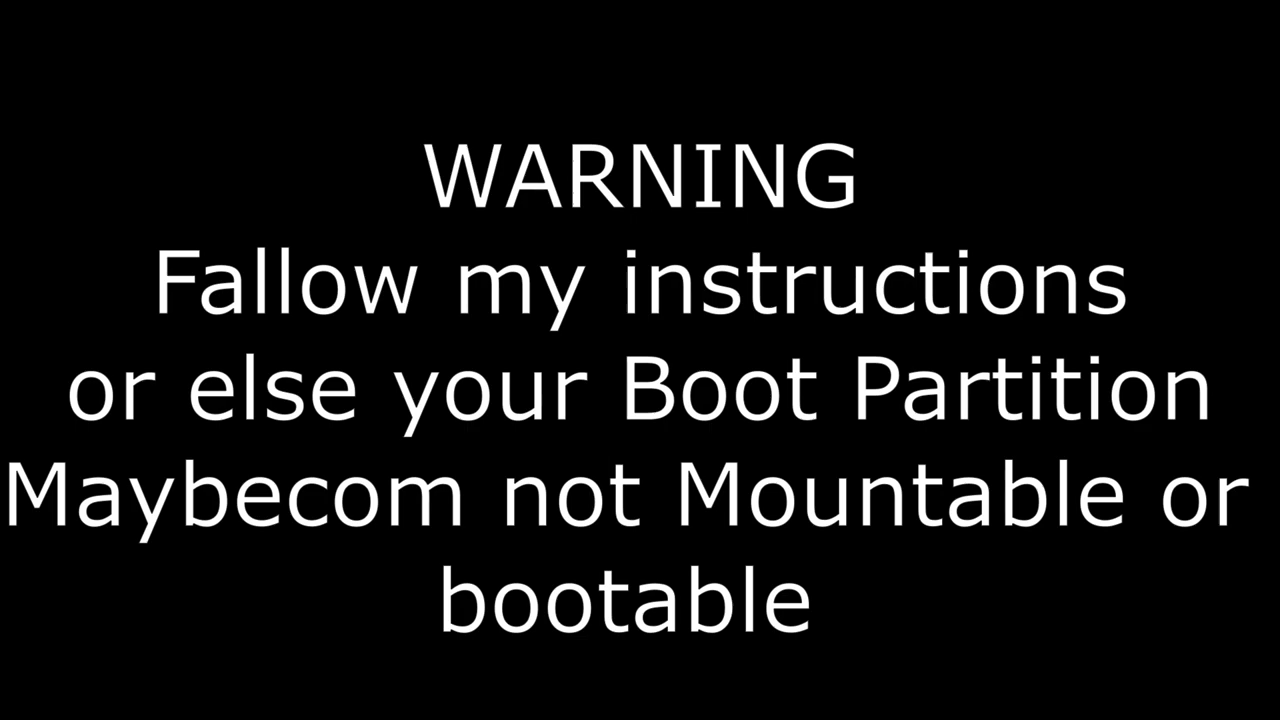 WARNING
Fallow my instructions
or else your Boot Partition
Maybecom not Mountable or
bootable